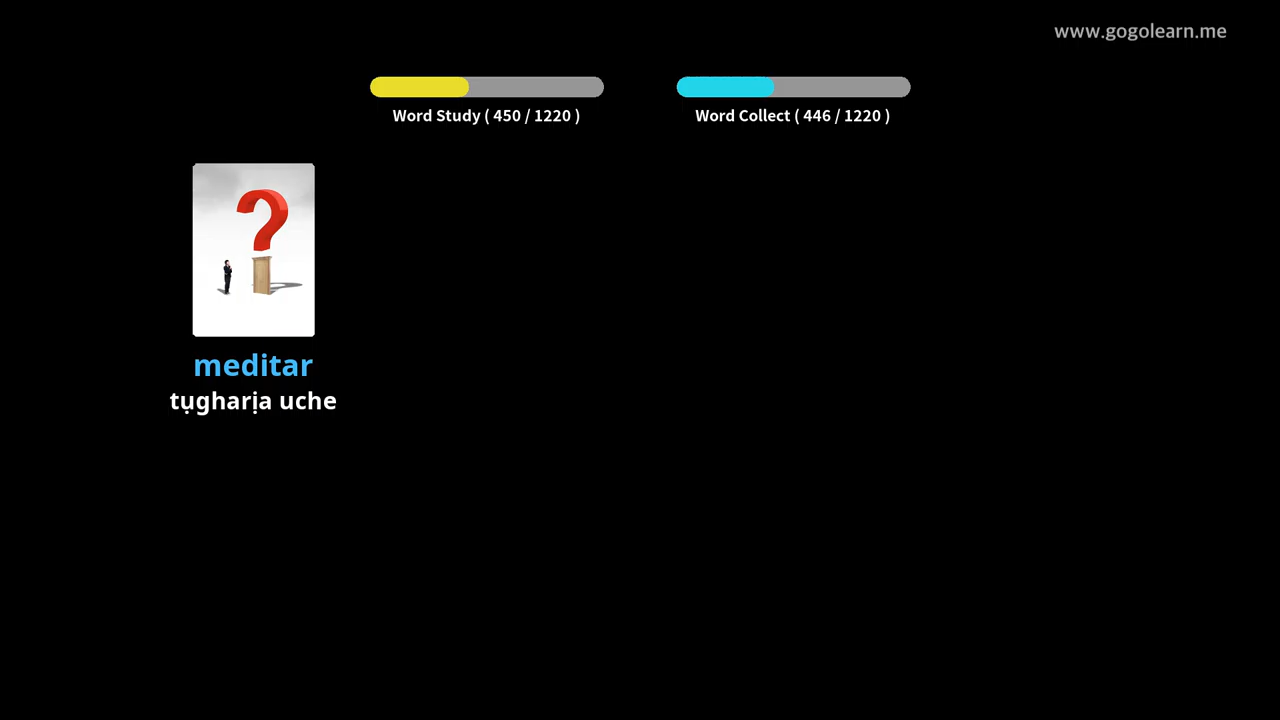 www.gogolearn.me
Word Study ( 450 / 1220 )
Word Collect ( 446 / 1220 )
meditar
tụgharịa uche